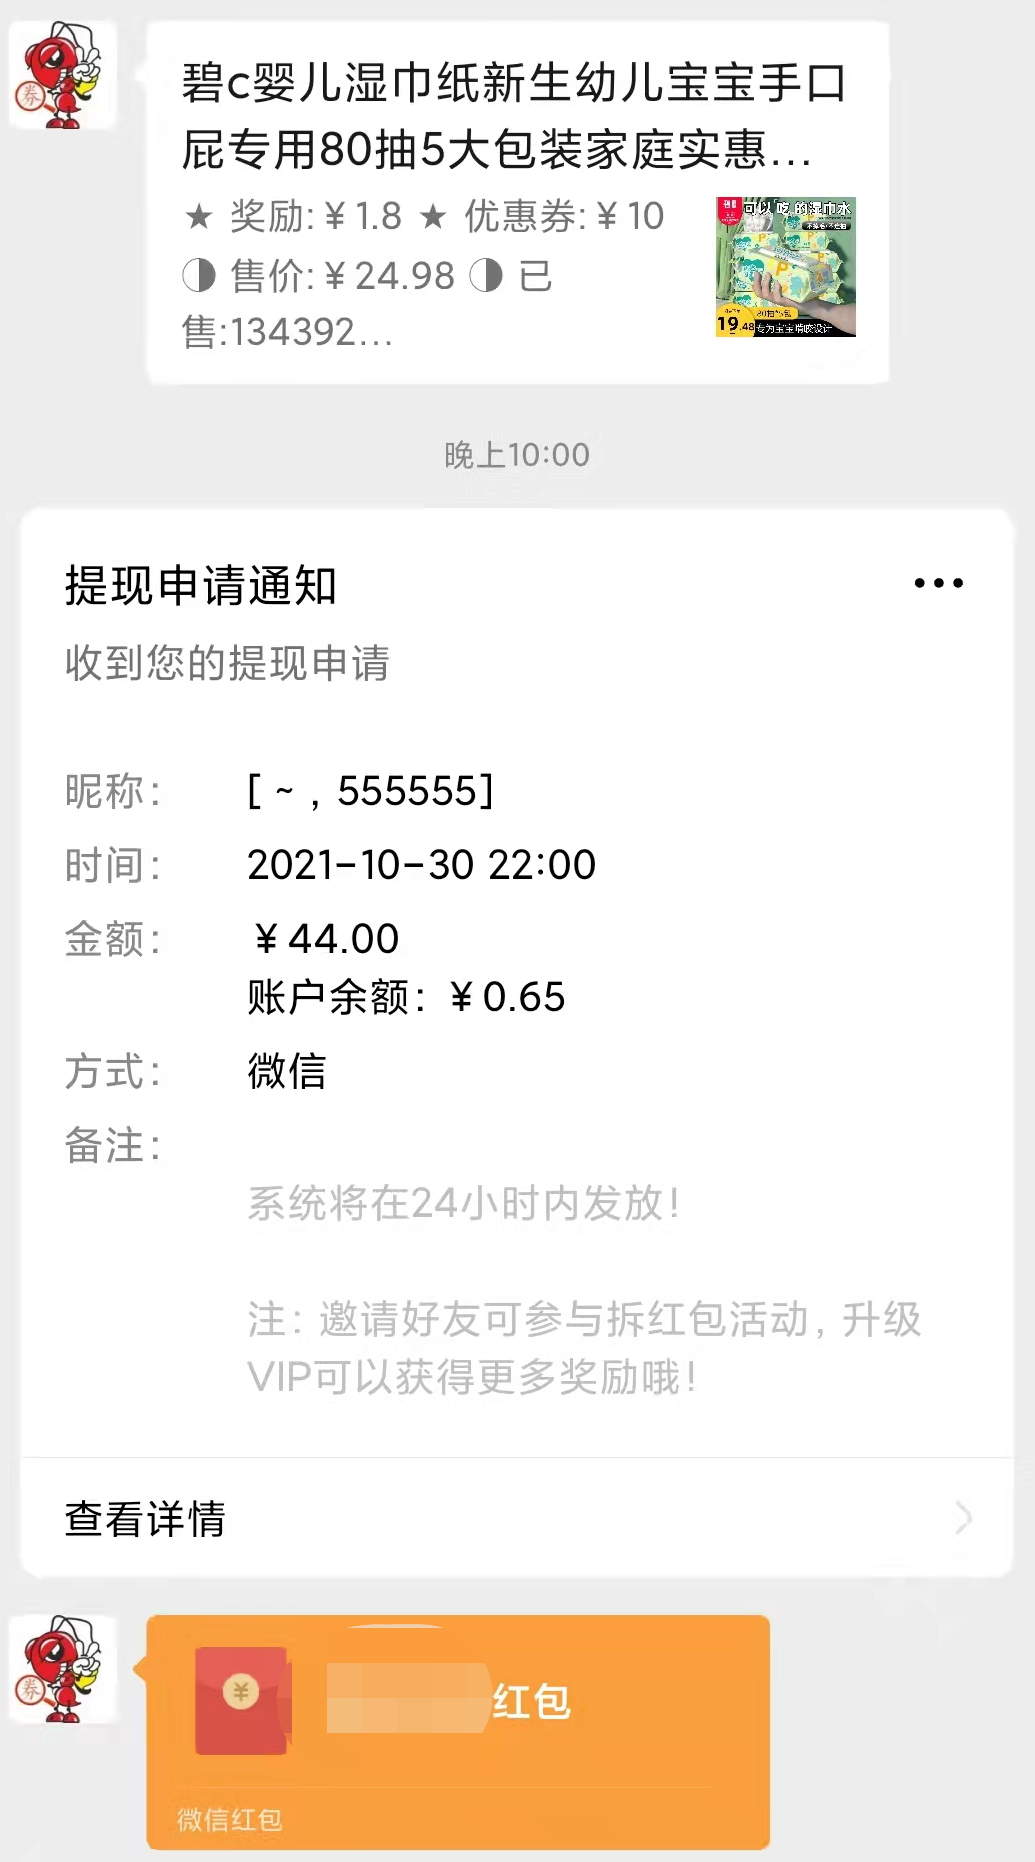 券
碧c婴儿湿巾纸新生幼儿宝宝手口
屁专用80抽5大包装家庭实惠...
★ 奖励:￥1.8 ★ 优惠券:￥10
售价:￥24.98 已
售:134392...
可以吃的湿巾水
19.48
80抽*5包
专为宝宝啃咬设计
晚上10:00
提现申请通知
收到您的提现申请
昵称： [ ~ , 555555]
时间： 2021-10-30 22:00
金额： ￥44.00
账户余额：￥0.65
方式： 微信
备注：
系统将在24小时内发放！
注：邀请好友可参与拆红包活动，升级
VIP可以获得更多奖励哦！
查看详情
券
￥
红包
微信红包